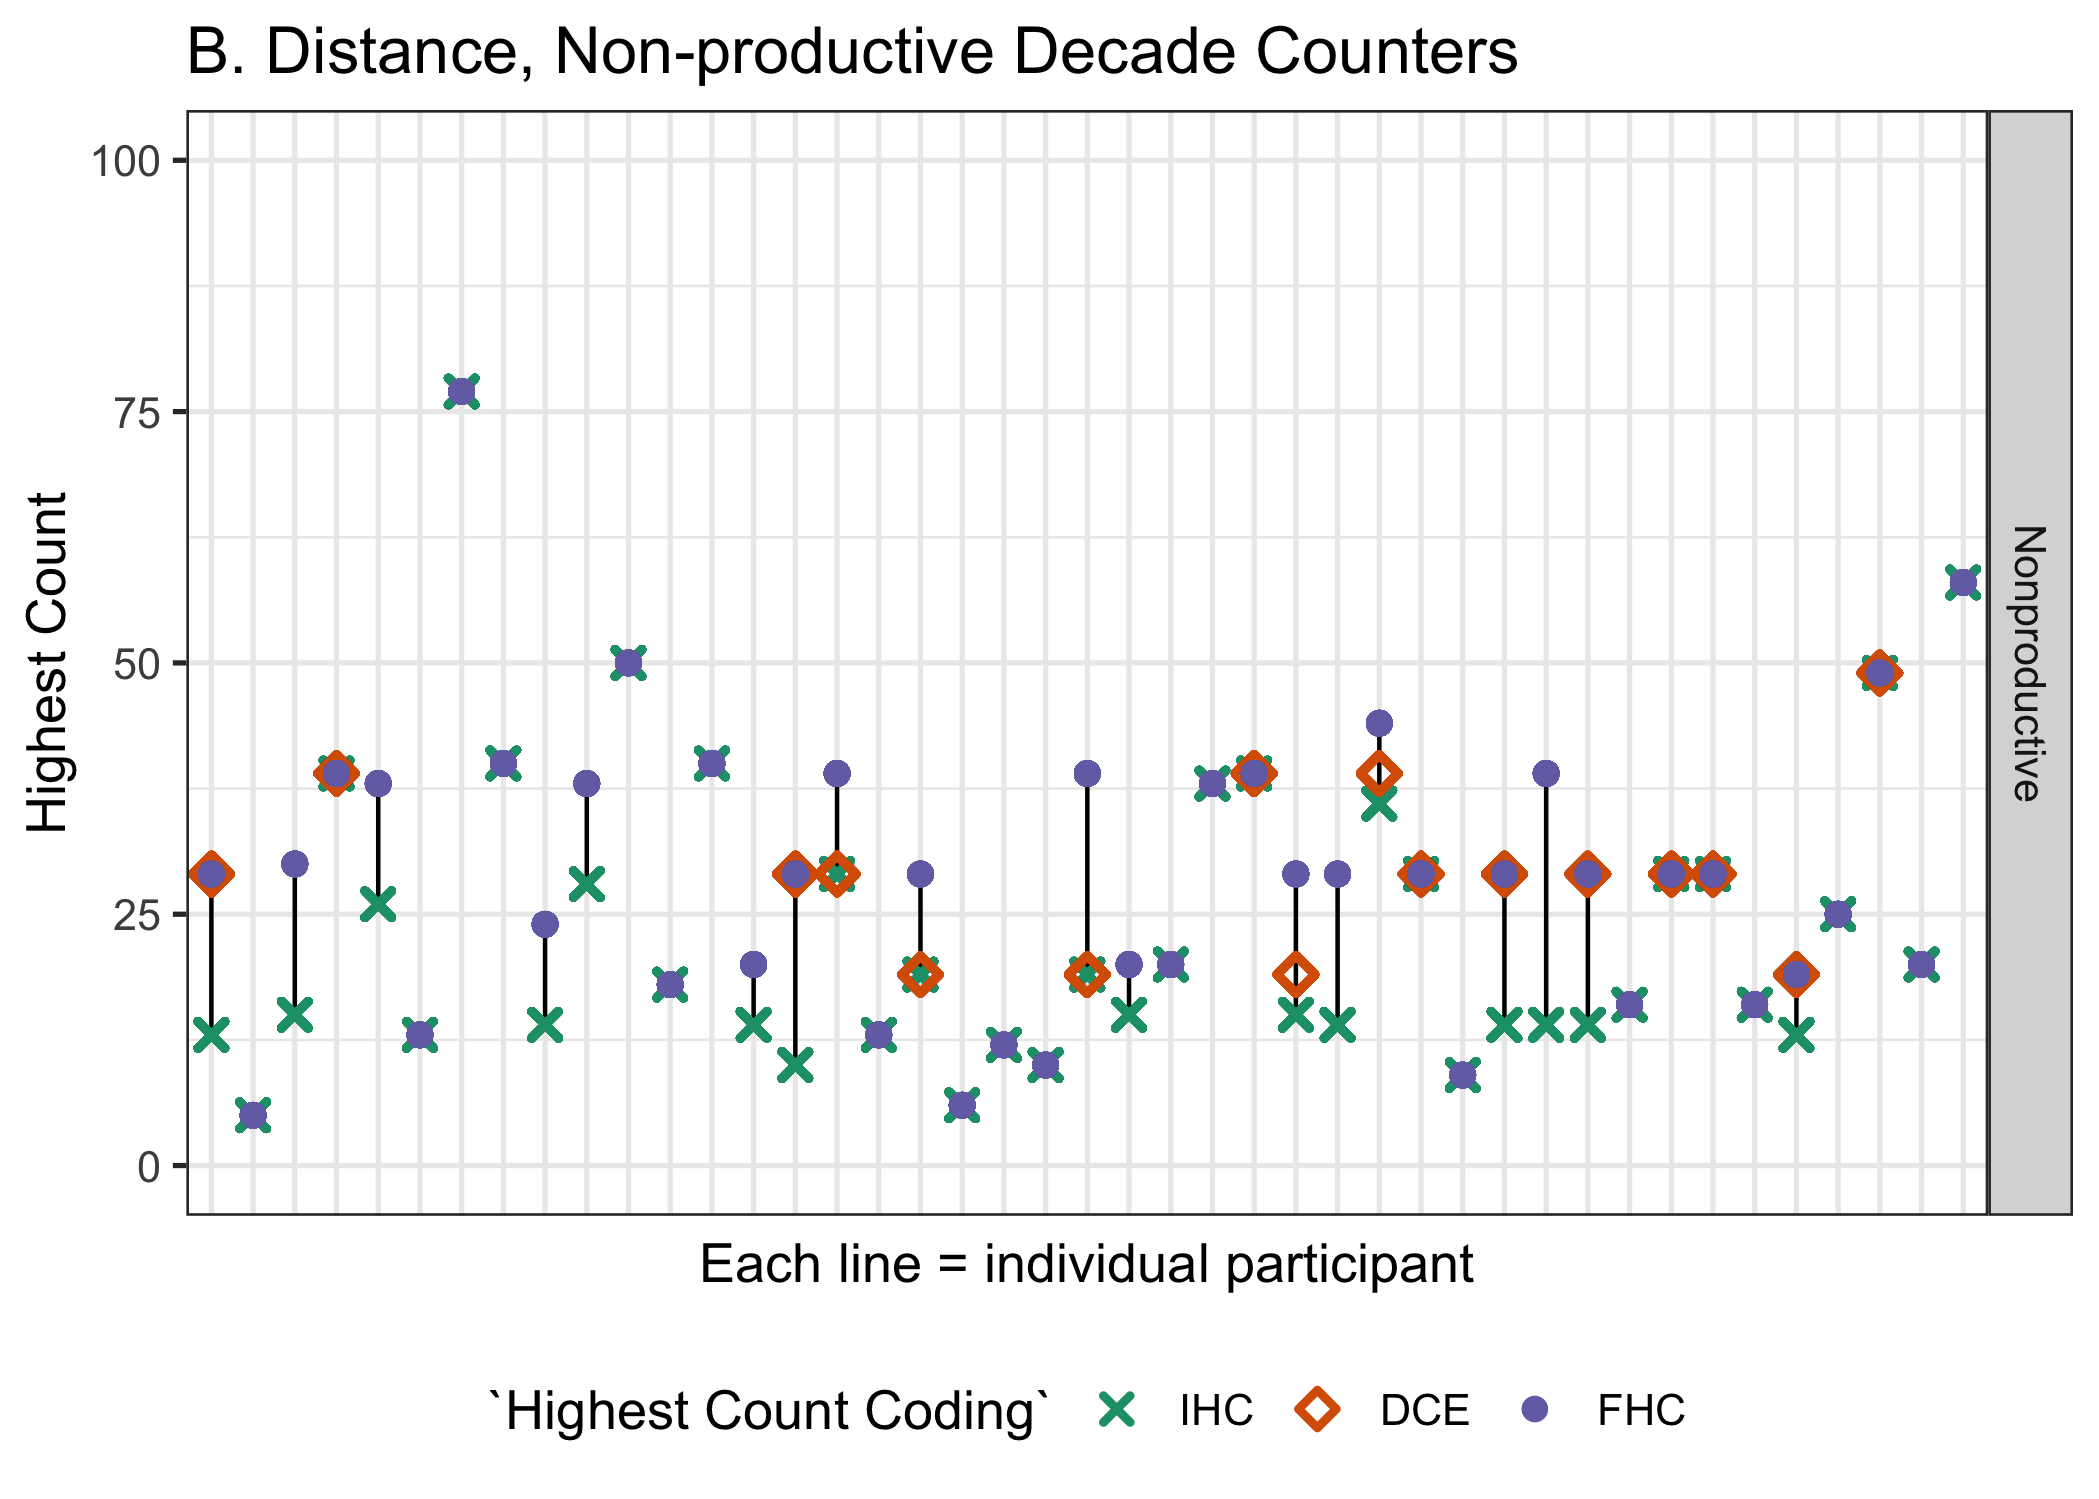 B. Distance, Non-productive Decade Counters
100
75
50
25
0
Highest Count
Nonproductive
Each line = individual participant
`Highest Count Coding` IHC DCE FHC